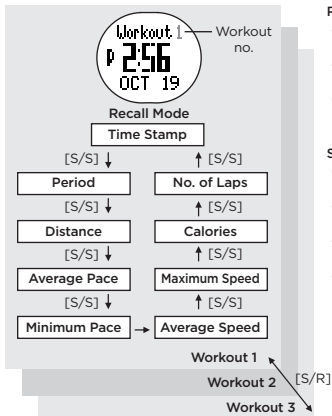 Workout 1
Workout no.
P 2:56
OCT 19
Recall Mode
Time Stamp
[S/S] [S/S]
Period No. of Laps
[S/S] [S/S]
Distance Calories
[S/S] [S/S]
Average Pace Maximum Speed
[S/S] [S/S]
Minimum Pace Average Speed
Workout 1
Workout 2 [S/R]
Workout 3